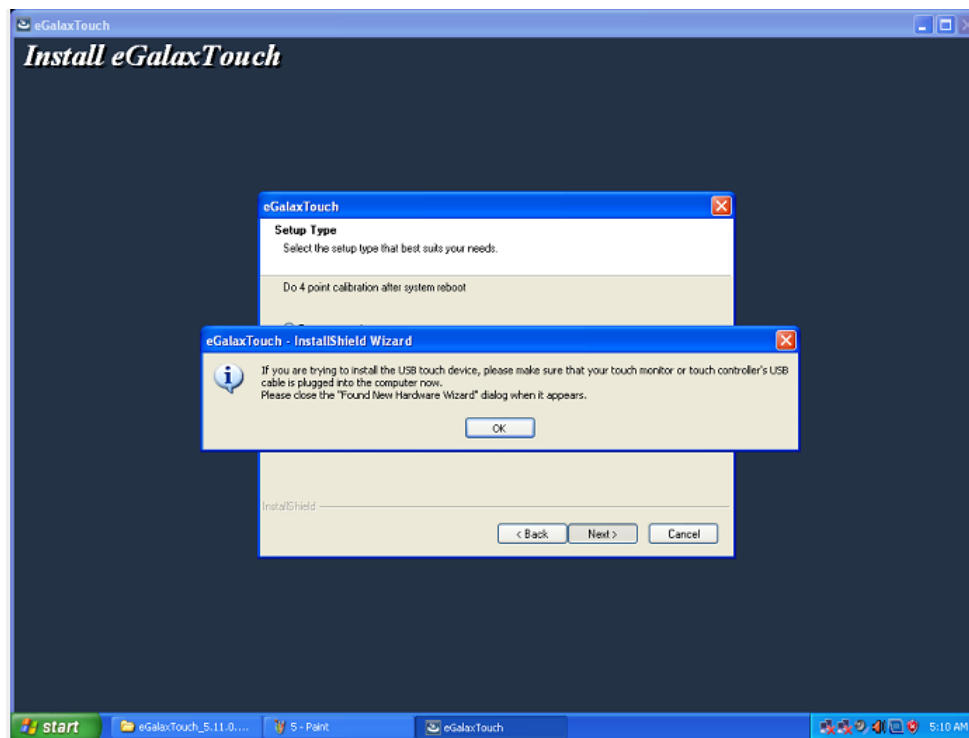 eGalaxTouch
Install eGalaxTouch
eGalaxTouch
Setup Type
Select the setup type that best suits your needs.
Do 4 point calibration after system reboot
eGalaxTouch - InstallShield Wizard
If you are trying to install the USB touch device, please make sure that your touch monitor or touch controller's USB
cable is plugged into the computer now.
Please close the "Found New Hardware Wizard" dialog when it appears.
OK
InstallShield
< Back
Next >
Cancel
start
eGalaxTouch_5.11.0....
5 - Paint
eGalaxTouch
5:10 AM